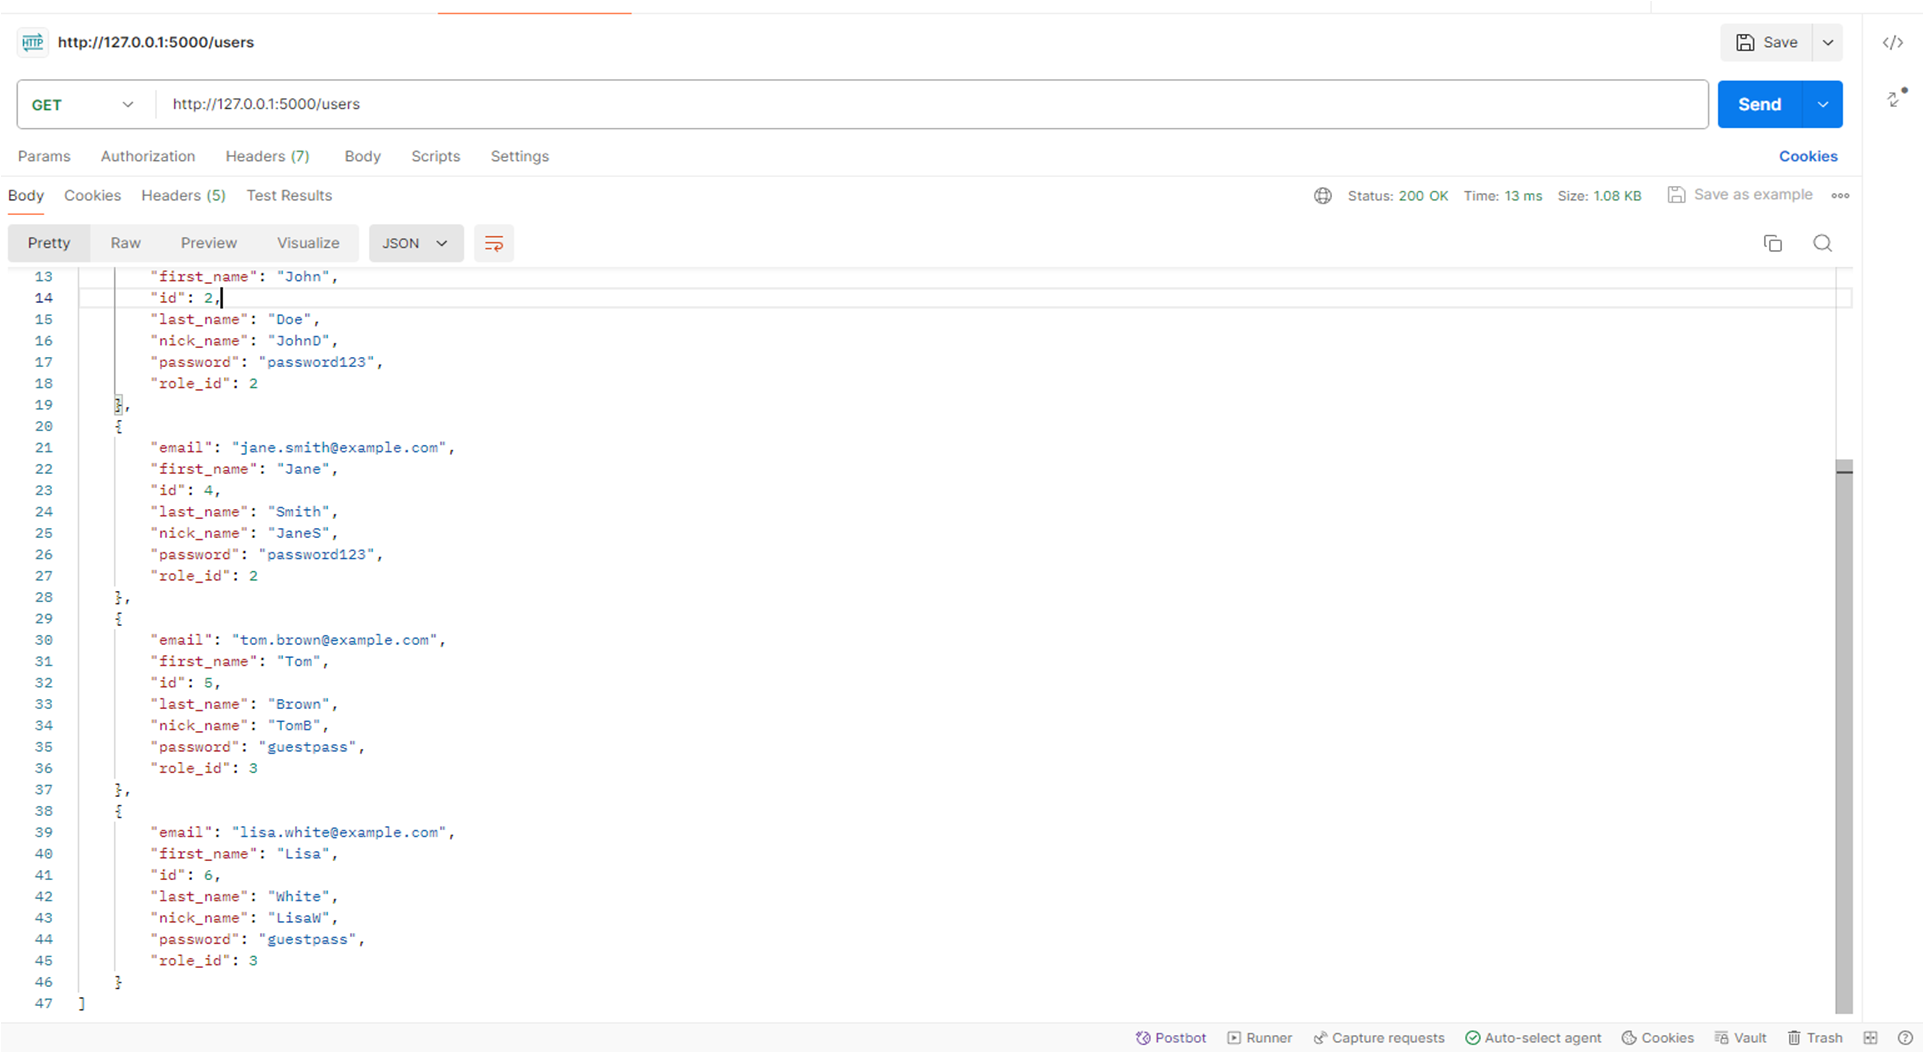 HTTP http://127.0.0.1:5000/users Save
GET http://127.0.0.1:5000/users Send
Params Authorization Headers (7) Body Scripts Settings Cookies
Body Cookies Headers (5) Test Results Status: 200 OK Time: 13 ms Size: 1.08 KB Save as example
Pretty Raw Preview Visualize JSON
13 "first_name": "John",
14 "id": 2,
15 "last_name": "Doe",
16 "nick_name": "JohnD",
17 "password": "password123",
18 "role_id": 2
19 },
20 {
21 "email": "jane.smith@example.com",
22 "first_name": "Jane",
23 "id": 4,
24 "last_name": "Smith",
25 "nick_name": "JaneS",
26 "password": "password123",
27 "role_id": 2
28 },
29 {
30 "email": "tom.brown@example.com",
31 "first_name": "Tom",
32 "id": 5,
33 "last_name": "Brown",
34 "nick_name": "TomB",
35 "password": "guestpass",
36 "role_id": 3
37 },
38 {
39 "email": "lisa.white@example.com",
40 "first_name": "Lisa",
41 "id": 6,
42 "last_name": "White",
43 "nick_name": "LisaW",
44 "password": "guestpass",
45 "role_id": 3
46 }
47 ]
Postbot Runner Capture requests Auto-select agent Cookies Vault Trash